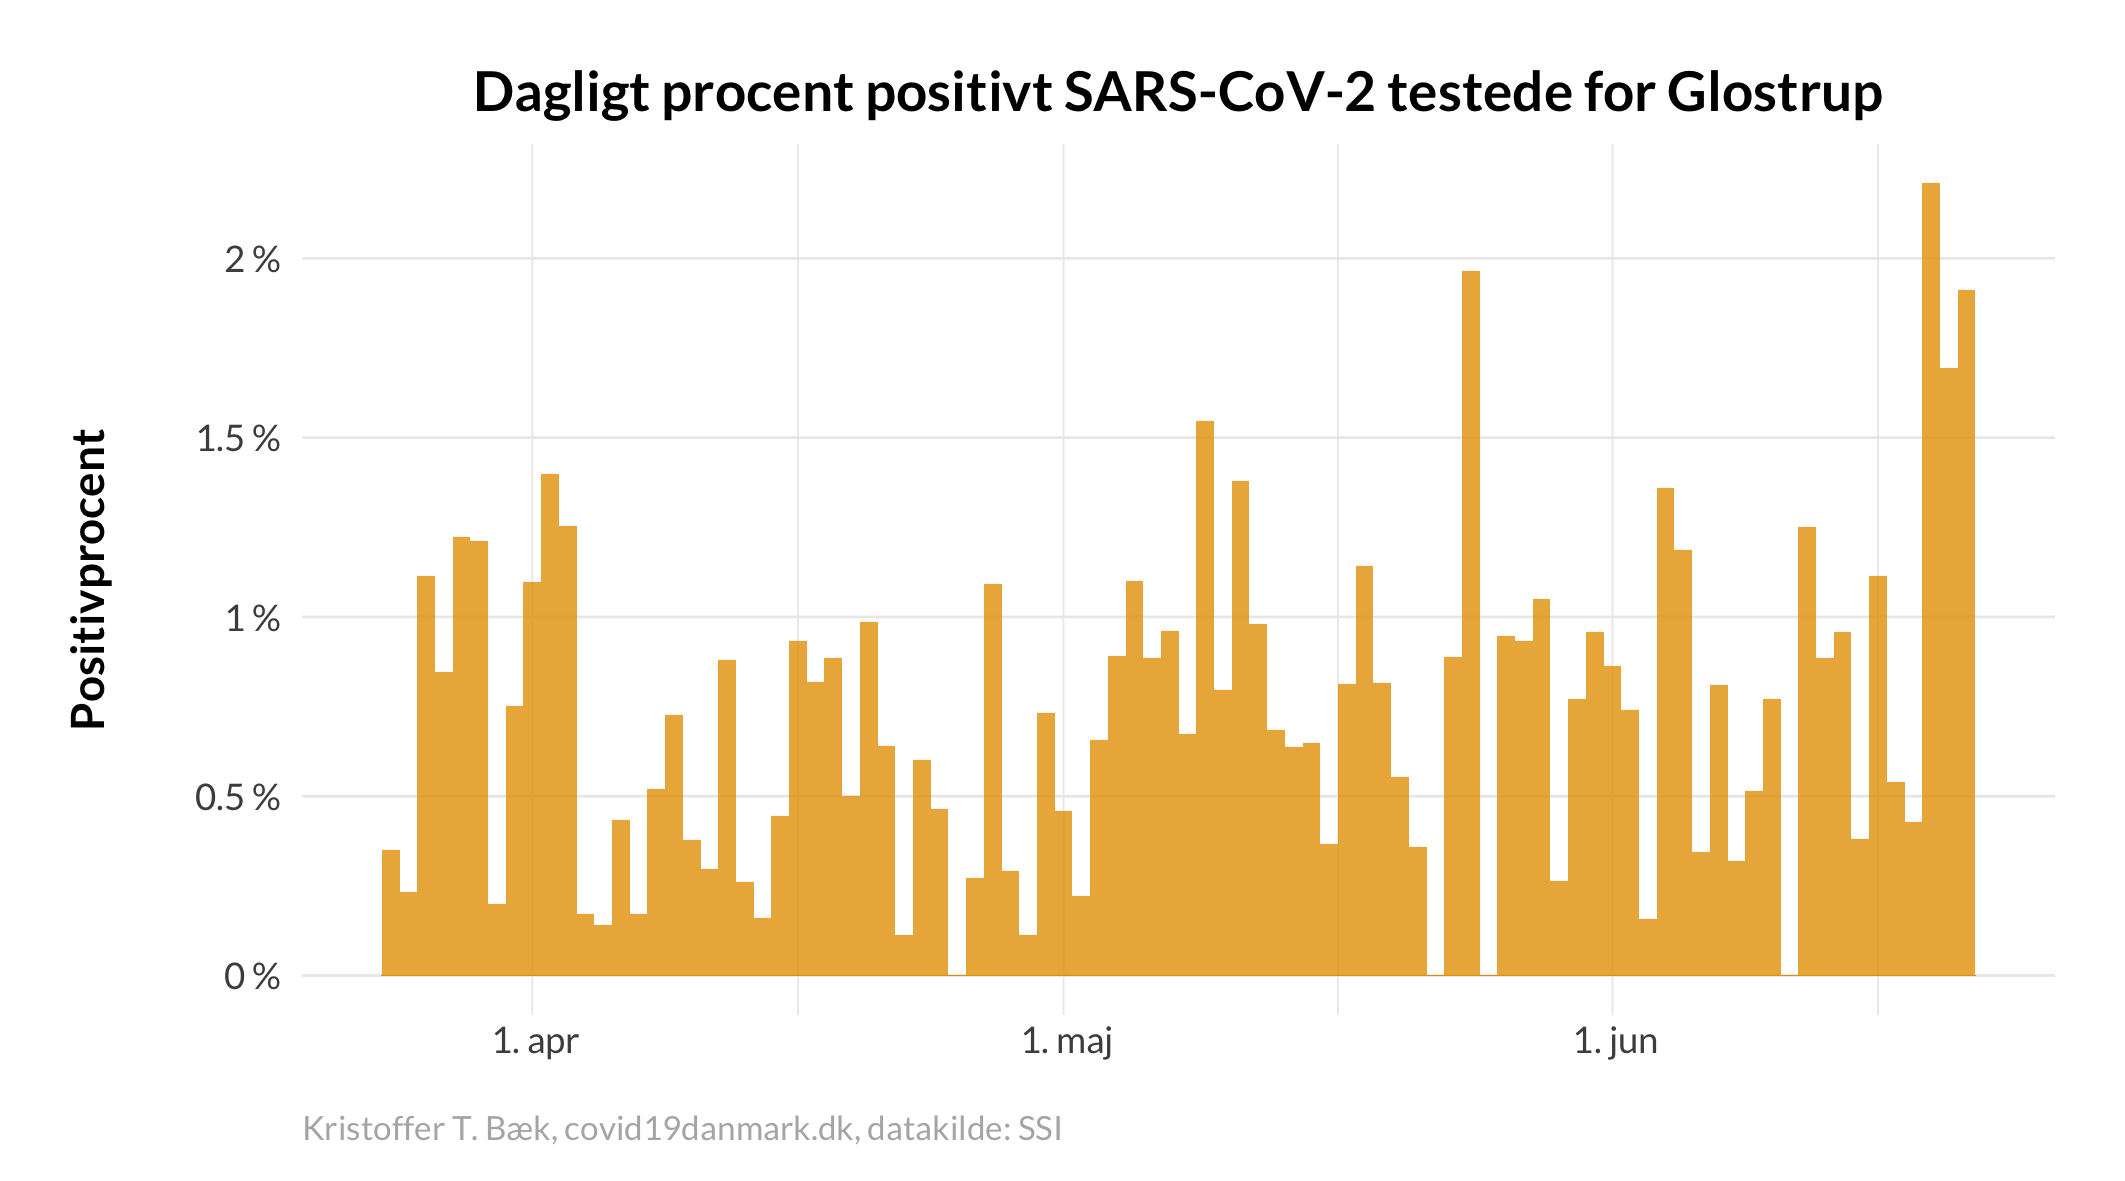 Dagligt procent positivt SARS-CoV-2 testede for Glostrup
Positivprocent
2 %
1.5 %
1 %
0.5 %
0 %
1. apr
1. maj
1. jun
Kristoffer T. Bæk, covid19danmark.dk, datakilde: SSI